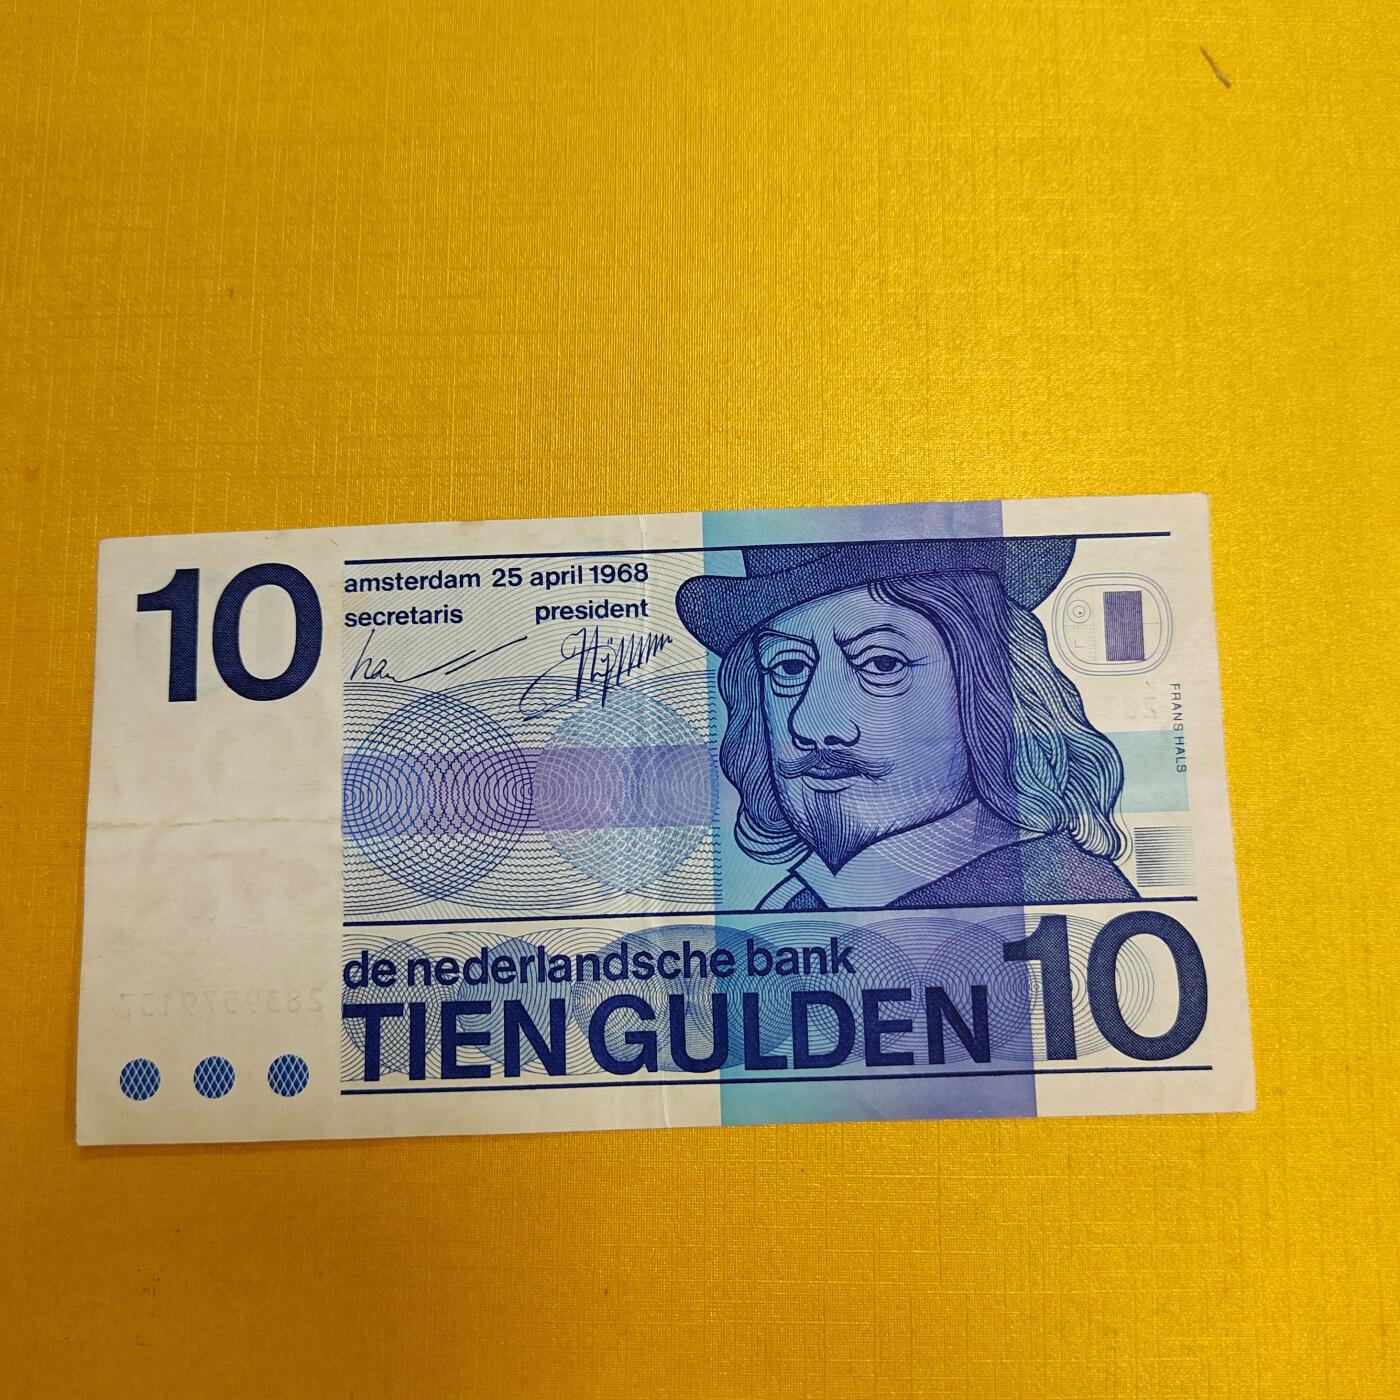 10
amsterdam 25 april 1968
secretaris president
FRANS HALS
de nederlandsche bank
TIEN GULDEN 10